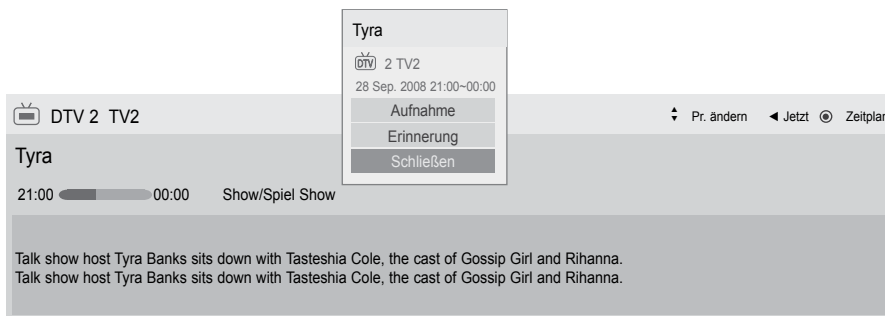 Tyra
DTV 2 TV2
28 Sep. 2008 21:00~00:00
Aufnahme
Erinnerung
Schließen
DTV 2 TV2
Pr. ändern Jetzt Zeitplan
Tyra
21:00 00:00 Show/Spiel Show
Talk show host Tyra Banks sits down with Tasteshia Cole, the cast of Gossip Girl and Rihanna.
Talk show host Tyra Banks sits down with Tasteshia Cole, the cast of Gossip Girl and Rihanna.